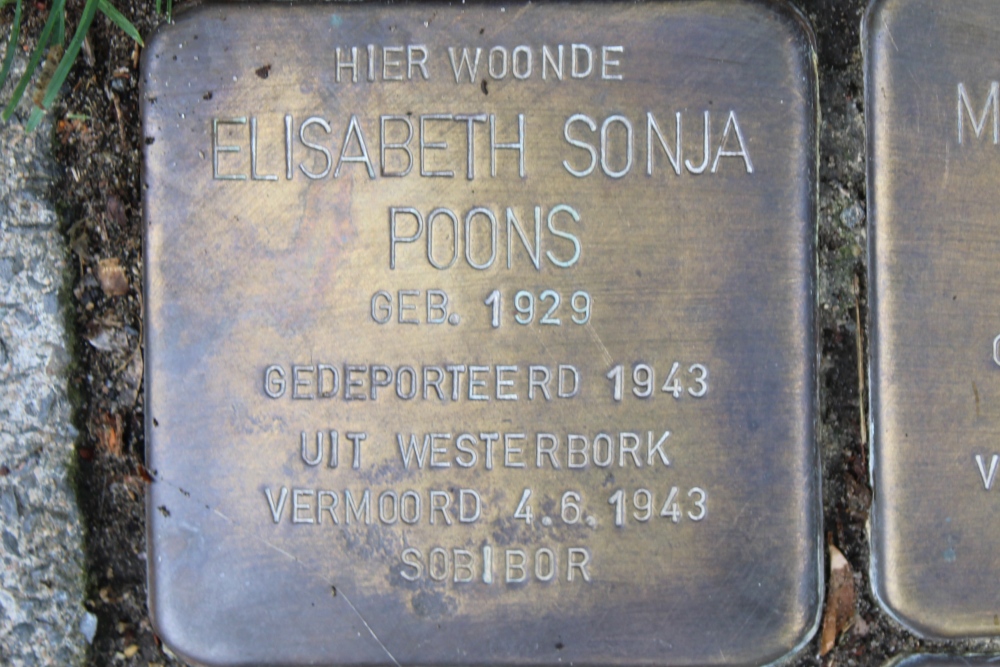 HIER WOONDE
ELISABETH SONJA
POONS
GEB. 1929
GEDEPORTEERD 1943
UIT WESTERBORK
VERMOORD 4.6.1943
SOBIBOR
M
V